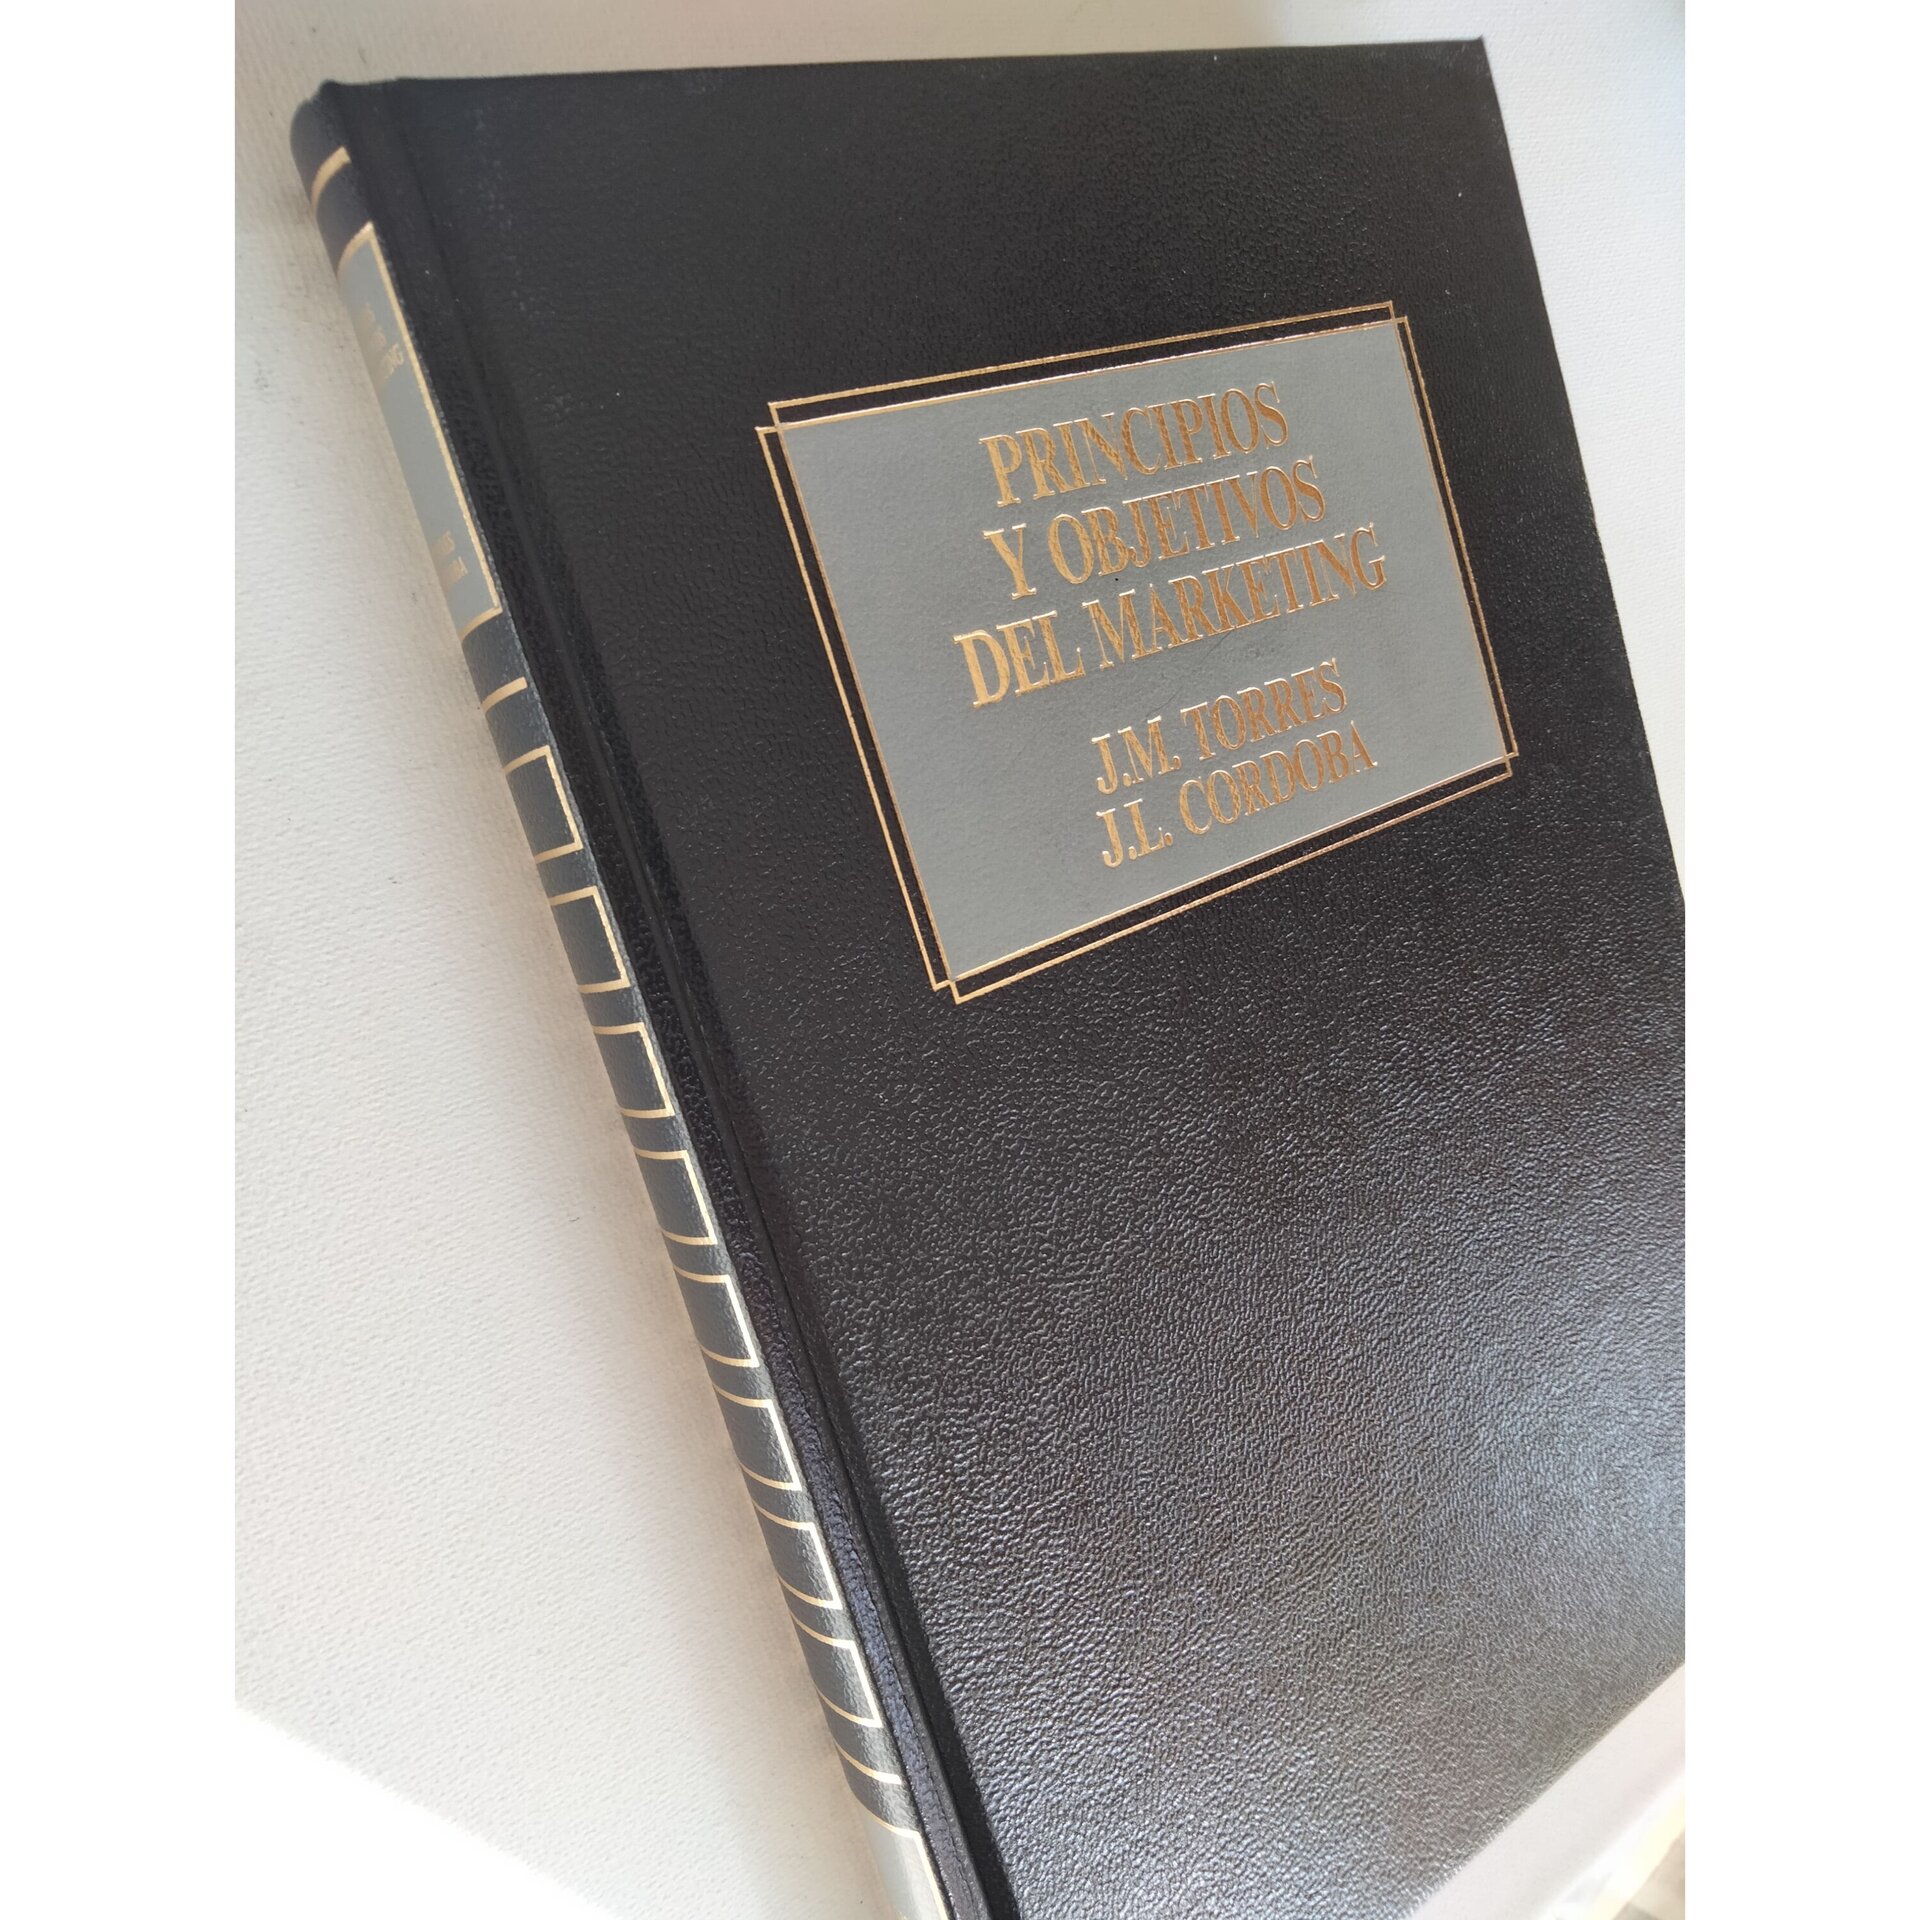 PRINCIPIOS
Y OBJETIVOS
DEL MARKETING
J.M. TORRES
J.L. CORDOBA